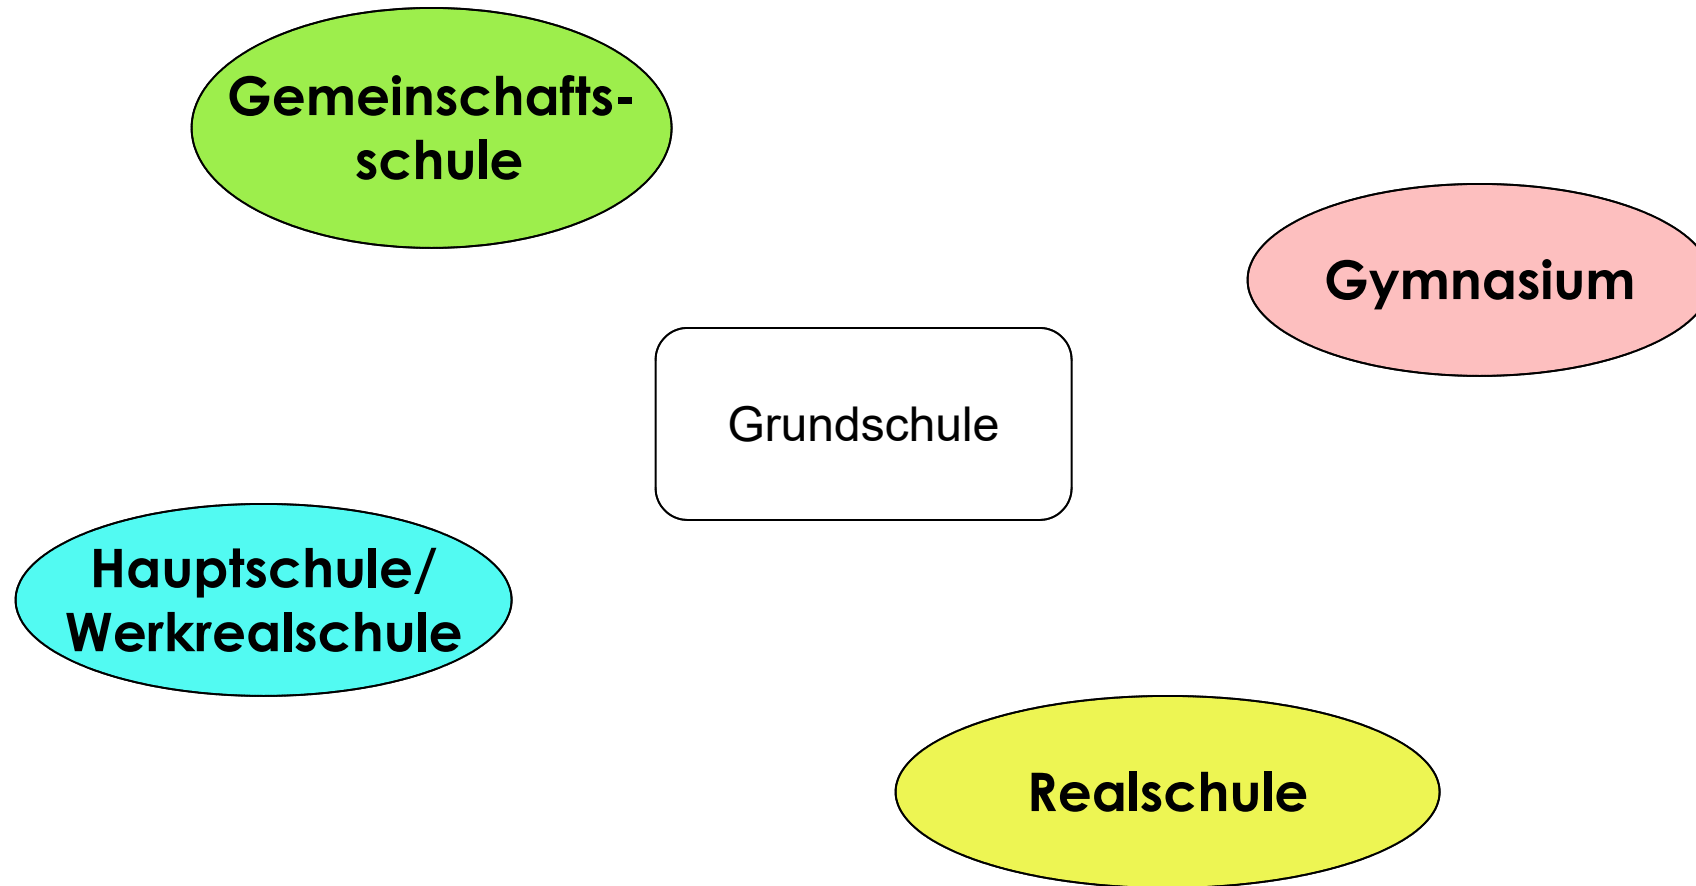 Gemeinschafts-
schule
Gymnasium
Grundschule
Hauptschule/
Werkrealschule
Realschule